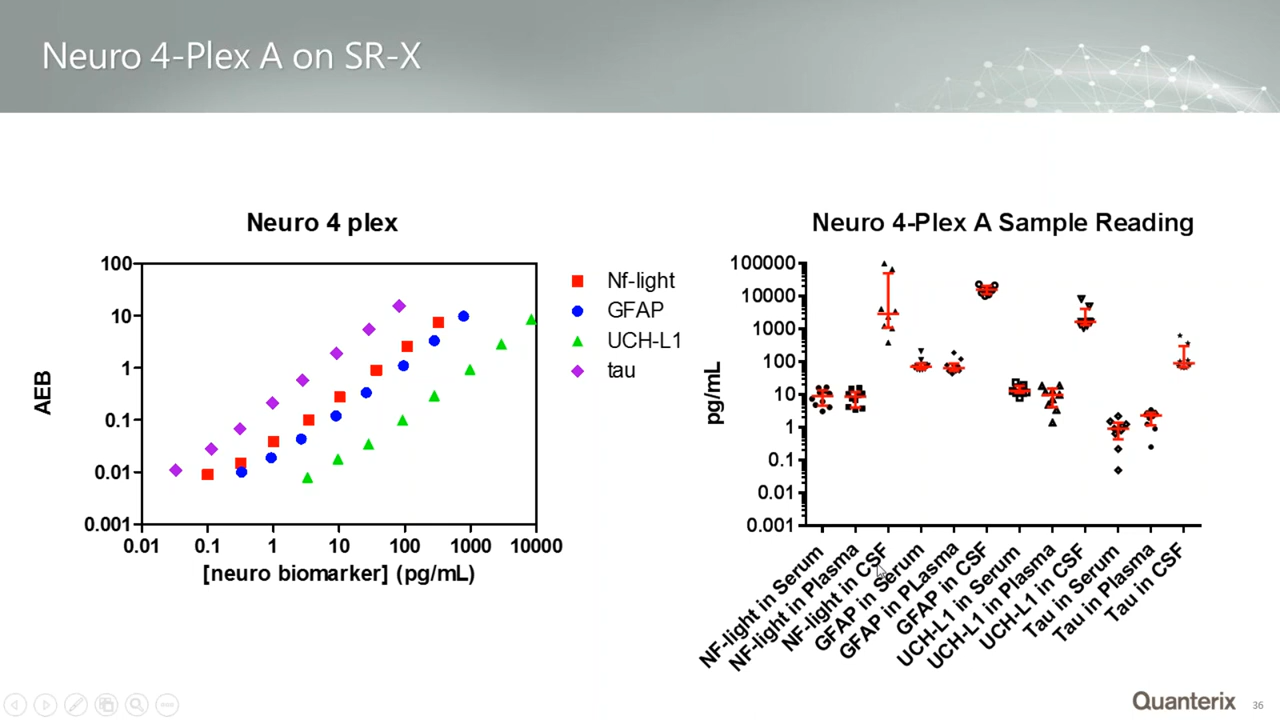 Neuro 4-Plex A on SR-X
Neuro 4 plex
100
10
1
0.1
0.01
0.001
AEB
0.01
0.1
1
10
100
1000
10000
[neuro biomarker] (pg/mL)
Nf-light
GFAP
UCH-L1
tau
Neuro 4-Plex A Sample Reading
100000
10000
1000
100
10
1
0.1
0.01
0.001
pg/mL
NF-light in Serum
NF-light in Plasma
NF-light in CSF
GFAP in Serum
GFAP in PLasma
GFAP in CSF
UCH-L1 in Serum
UCH-L1 in Plasma
UCH-L1 in CSF
Tau in Serum
Tau in Plasma
Tau in CSF
Quanterix
36